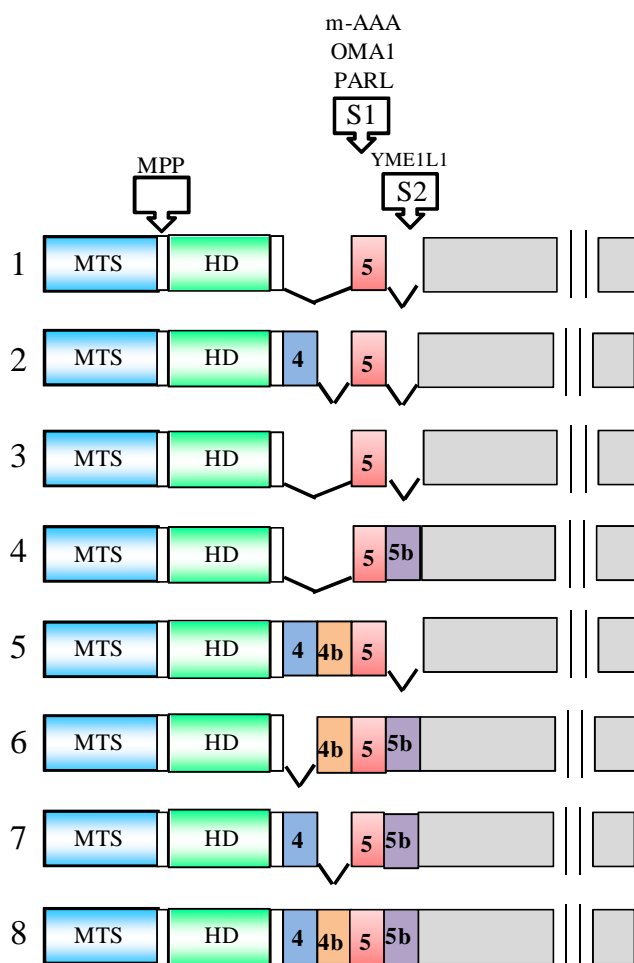 m-AAA
OMA1
PARL
S1
YME1L1
MPP
S2
1 MTS HD 5
2 MTS HD 4 5
3 MTS HD 5
4 MTS HD 5 5b
5 MTS HD 4 4b 5
6 MTS HD 4b 5 5b
7 MTS HD 4 5 5b
8 MTS HD 4 4b 5 5b